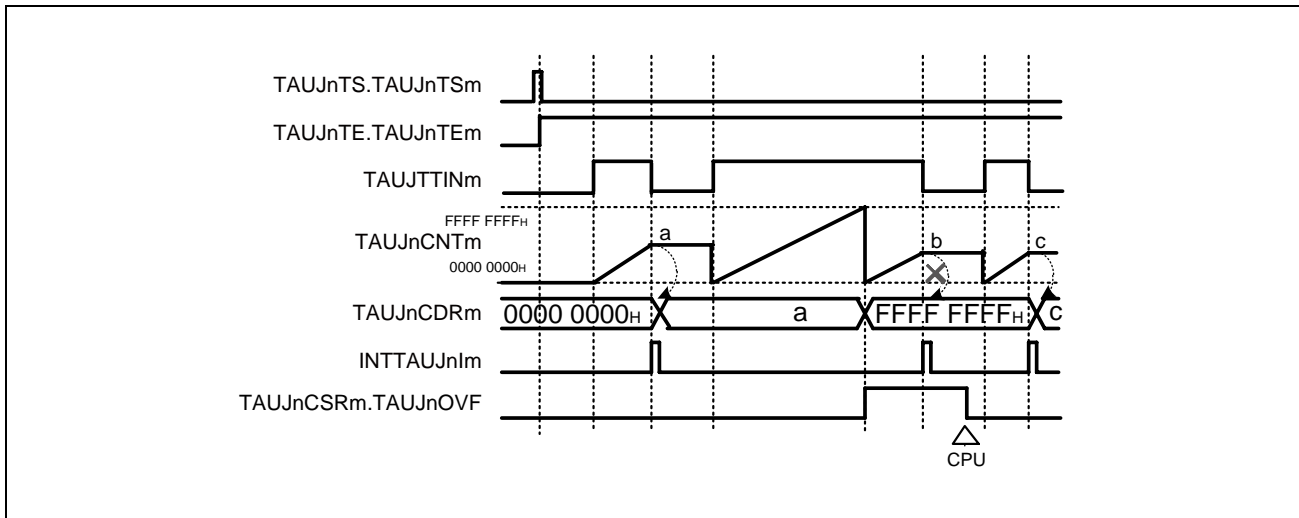 TAUJnTS.TAUJnTSm
TAUJnTE.TAUJnTEm
TAUJTTINm
FFFF FFFFH
TAUJnCNTm
0000 0000H
a
b
c
TAUJnCDRm
0000 0000H
a
FFFF FFFFH
c
INTTAUJnIm
TAUJnCSRm.TAUJnOVF
CPU